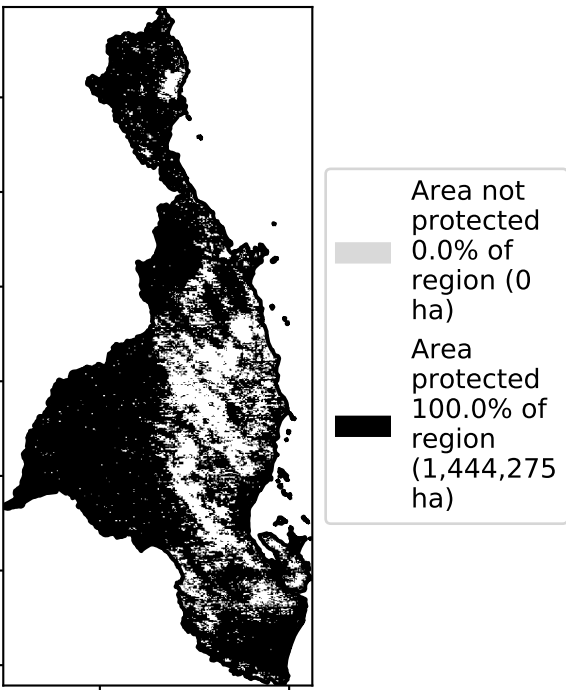 Area not
protected
0.0% of
region (0
ha)
Area
protected
100.0% of
region
(1,444,275
ha)